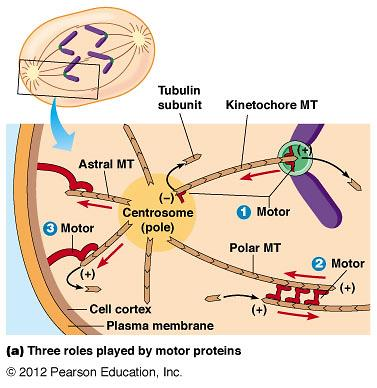 Tubulin
subunit
Kinetochore MT
Astral MT
(+)
(–)
Centrosome
(pole)
1 Motor
3 Motor
Polar MT
2 Motor
(+)
(+)
(+)
Cell cortex
Plasma membrane
(a) Three roles played by motor proteins
© 2012 Pearson Education, Inc.